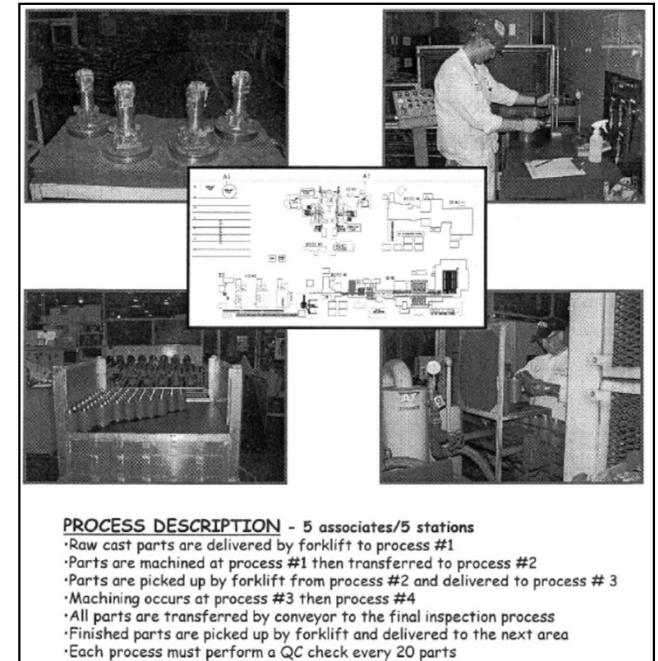 A5
A7
PROCESS DESCRIPTION - 5 associates/5 stations
·Raw cast parts are delivered by forklift to process #1
·Parts are machined at process #1 then transferred to process #2
·Parts are picked up by forklift from process #2 and delivered to process # 3
·Machining occurs at process #3 then process #4
·All parts are transferred by conveyor to the final inspection process
·Finished parts are picked up by forklift and delivered to the next area
·Each process must perform a QC check every 20 parts